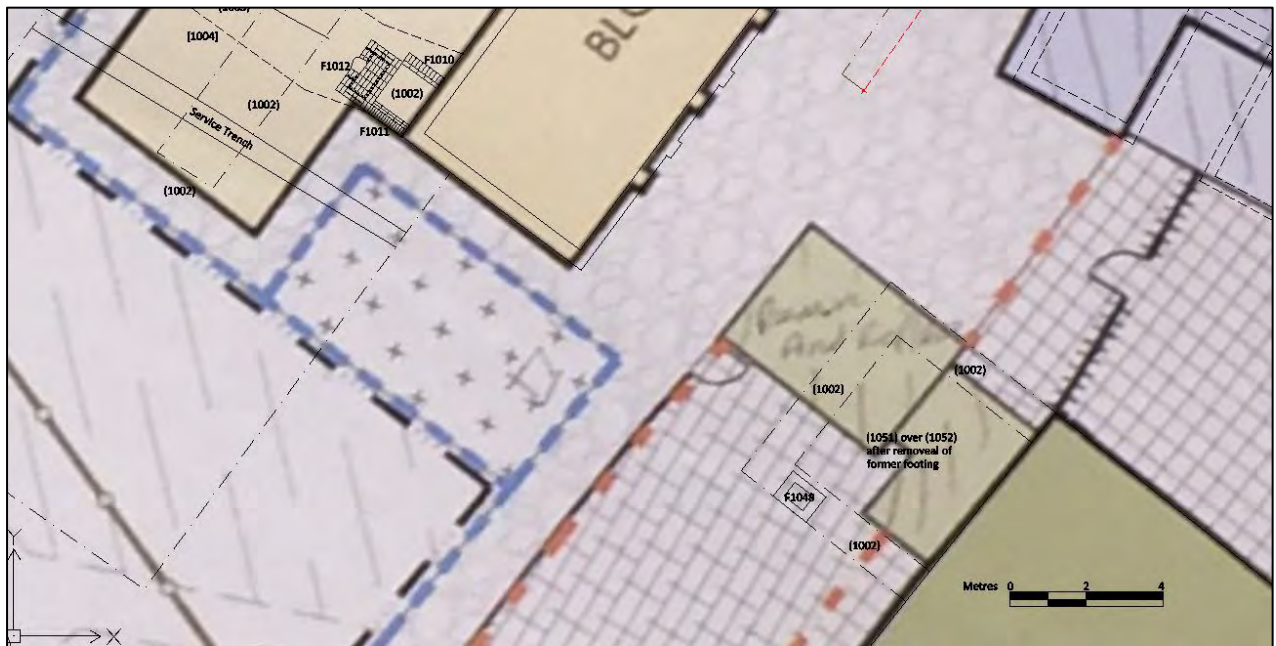 [1004]
F1012
F1010
(1002)
(1002)
F1011
Service Trench
(1002)
(1002)
(1002)
(1051) over (1052)
after removeal of
former footing
F1048
(1002)
Metres 0 2 4
Y
X